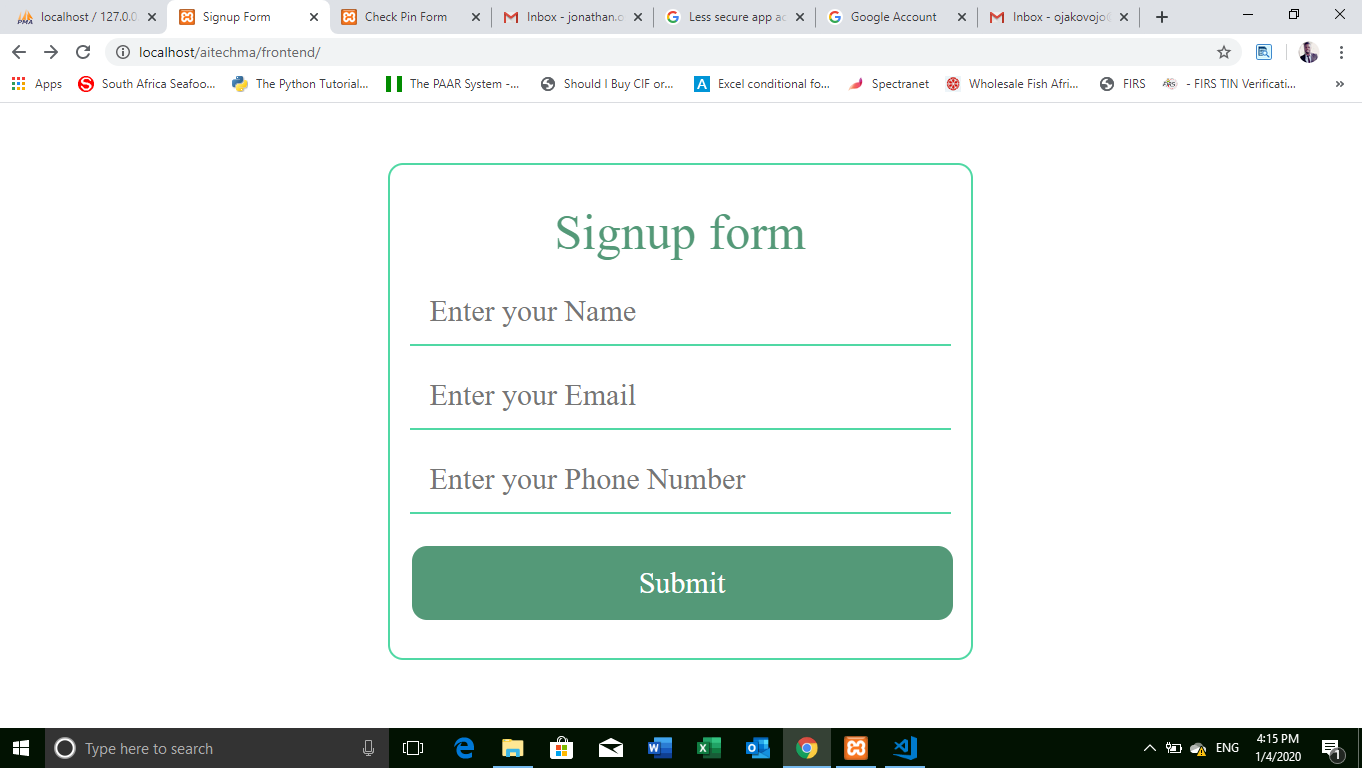 localhost / 127.0.0
Signup Form
Check Pin Form
Inbox - jonathan.o
Less secure app ac
Google Account
Inbox - ojakovojo
localhost/aitechma/frontend/
Apps
South Africa Seafoo...
The Python Tutorial...
The PAAR System -...
Should I Buy CIF or...
Excel conditional fo...
Spectranet
Wholesale Fish Afri...
FIRS
- FIRS TIN Verificati...
»
Signup form
Enter your Name
Enter your Email
Enter your Phone Number
Submit
Type here to search
ENG
4:15 PM
1/4/2020
1